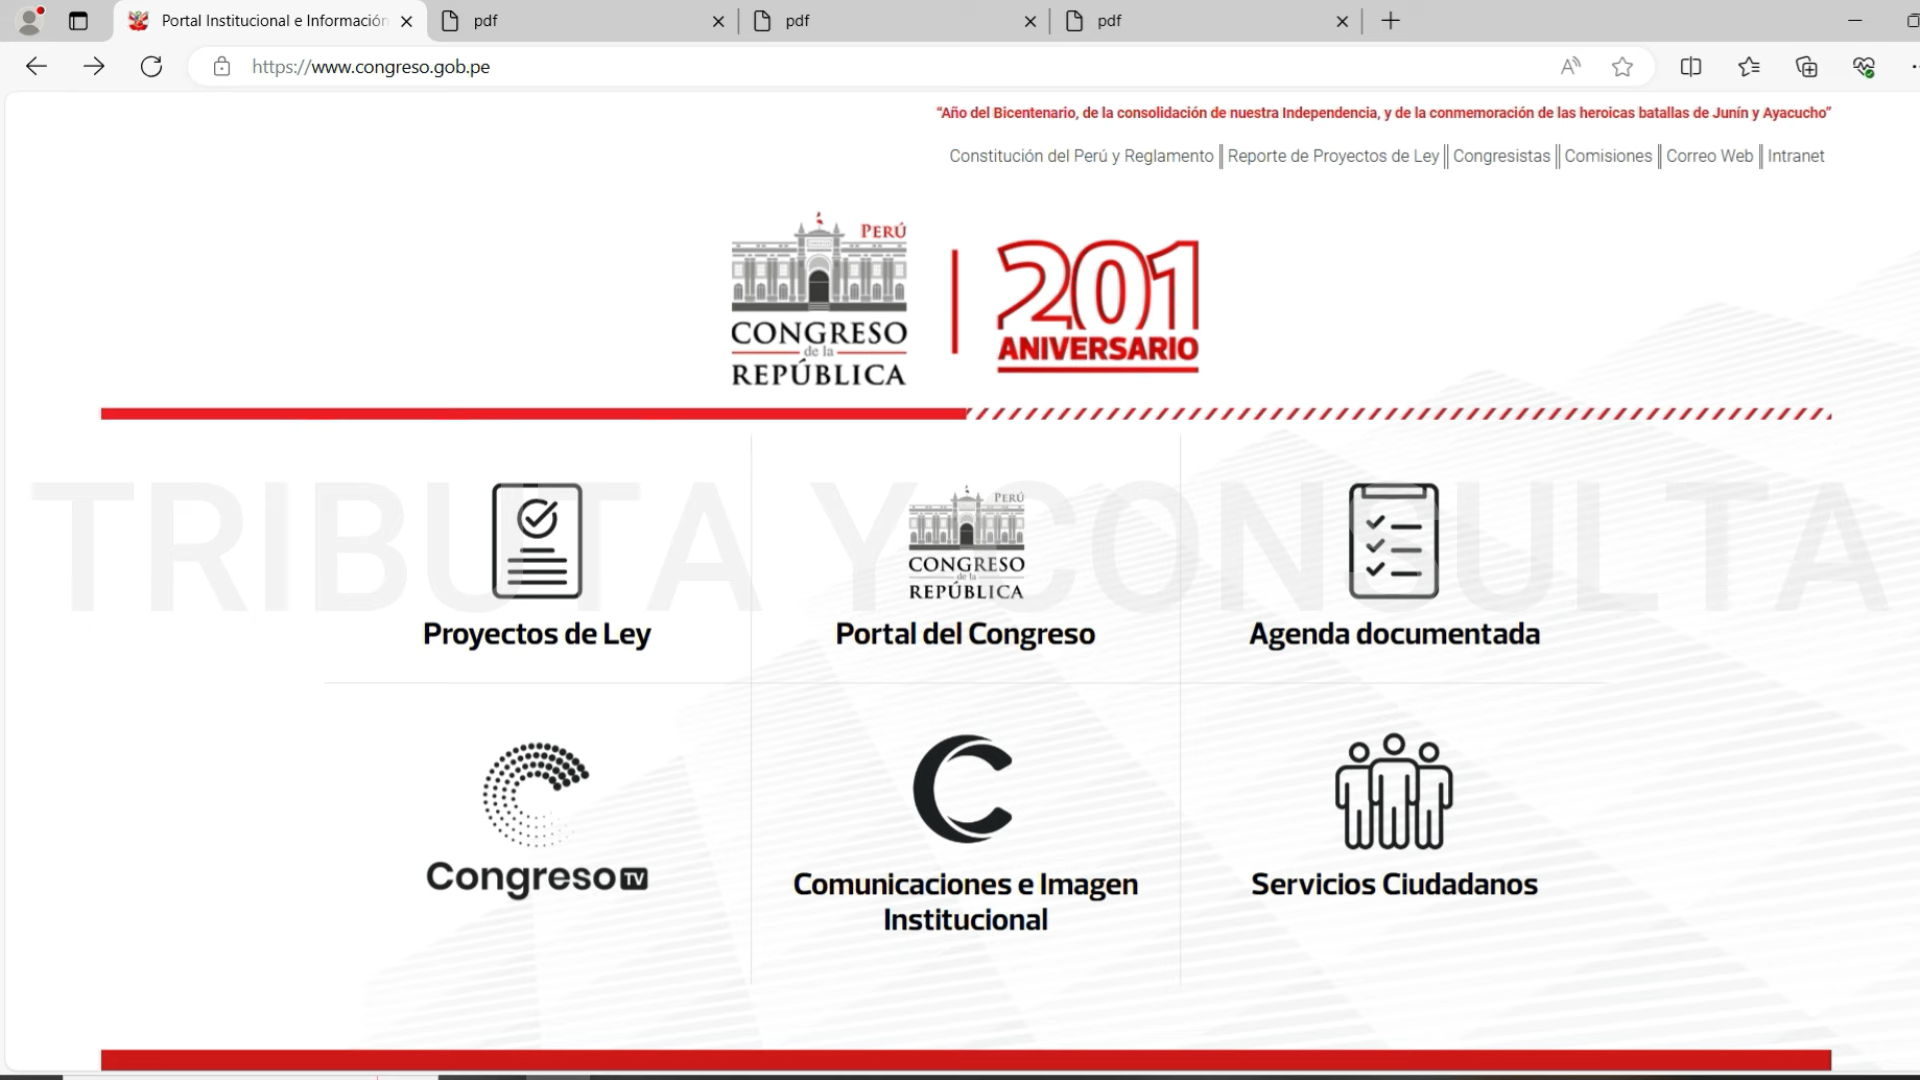 Portal Institucional e Información
pdf
pdf
pdf
https://www.congreso.gob.pe
“Año del Bicentenario, de la consolidación de nuestra Independencia, y de la conmemoración de las heroicas batallas de Junín y Ayacucho”
Constitución del Perú y Reglamento || Reporte de Proyectos de Ley || Congresistas || Comisiones || Correo Web || Intranet
PERÚ
CONGRESO
de la
REPÚBLICA
201
ANIVERSARIO
TRIBUTA Y CONSULTA
PERÚ
CONGRESO
de la
REPÚBLICA
Proyectos de Ley
Portal del Congreso
Agenda documentada
Congreso TV
Comunicaciones e Imagen
Institucional
Servicios Ciudadanos